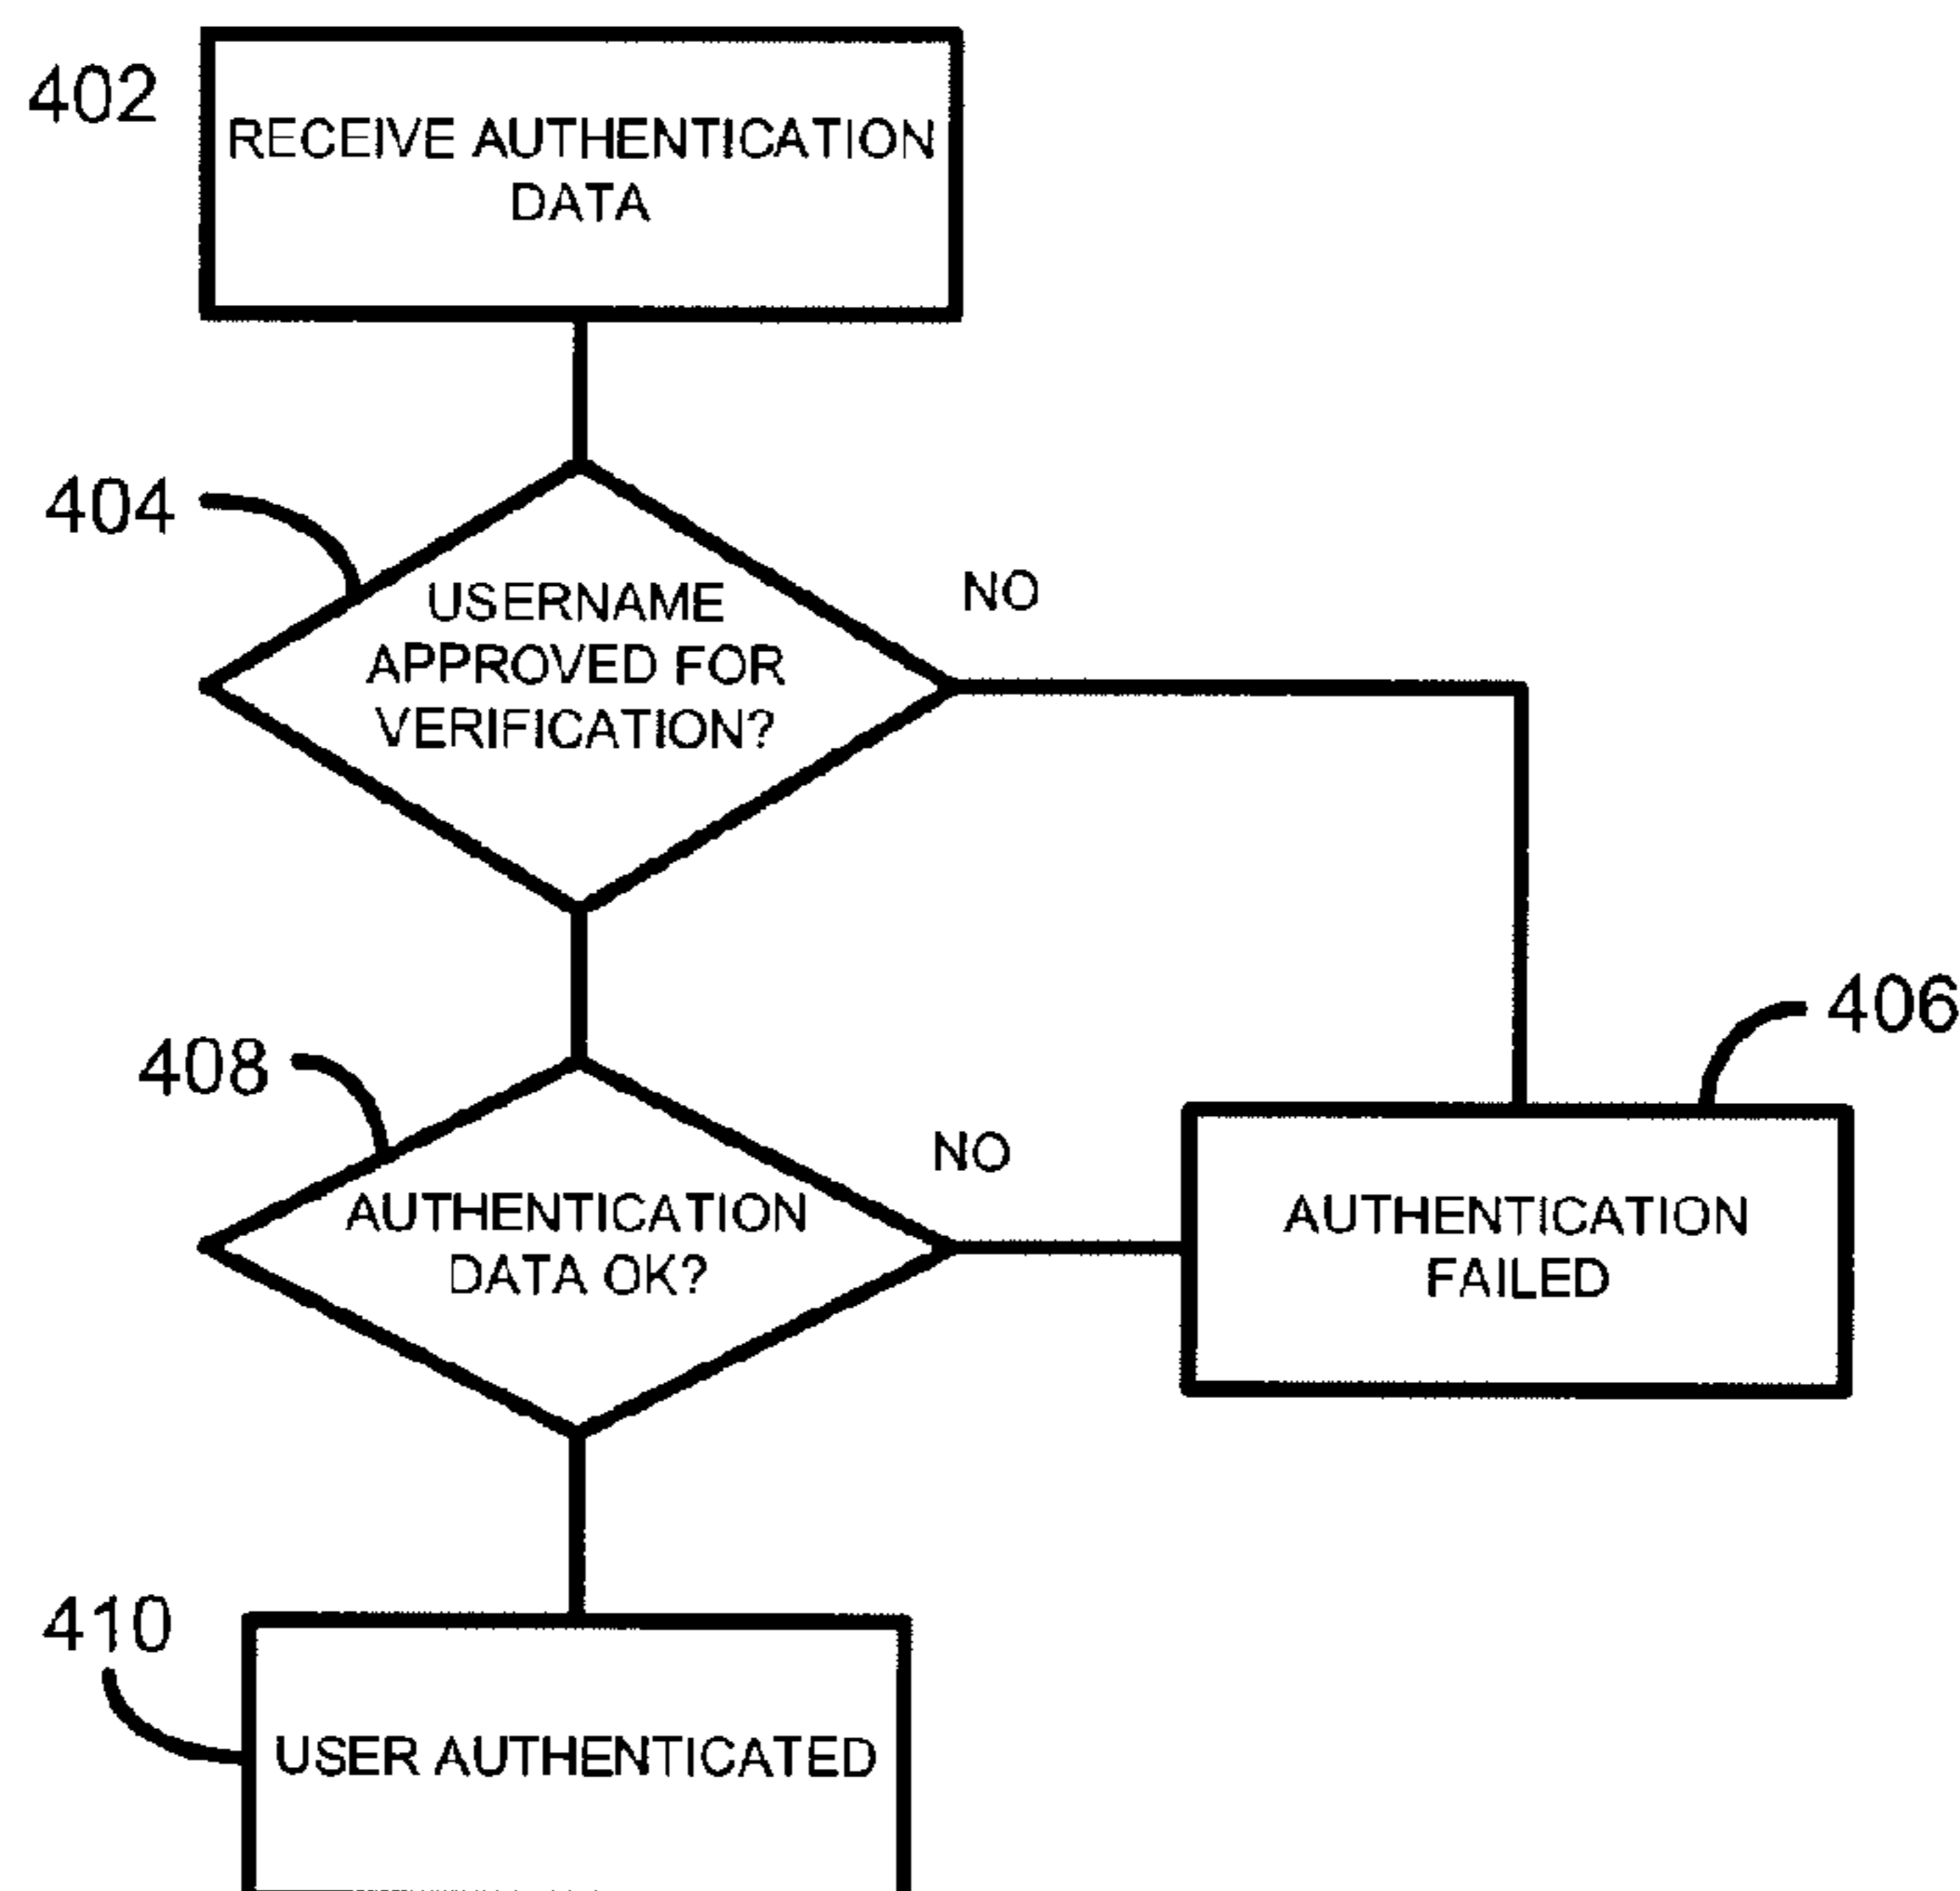 402
RECEIVE AUTHENTICATION
DATA
404
USERNAME
APPROVED FOR
VERIFICATION?
NO
406
408
AUTHENTICATION
DATA OK?
NO
AUTHENTICATION
FAILED
410
USER AUTHENTICATED